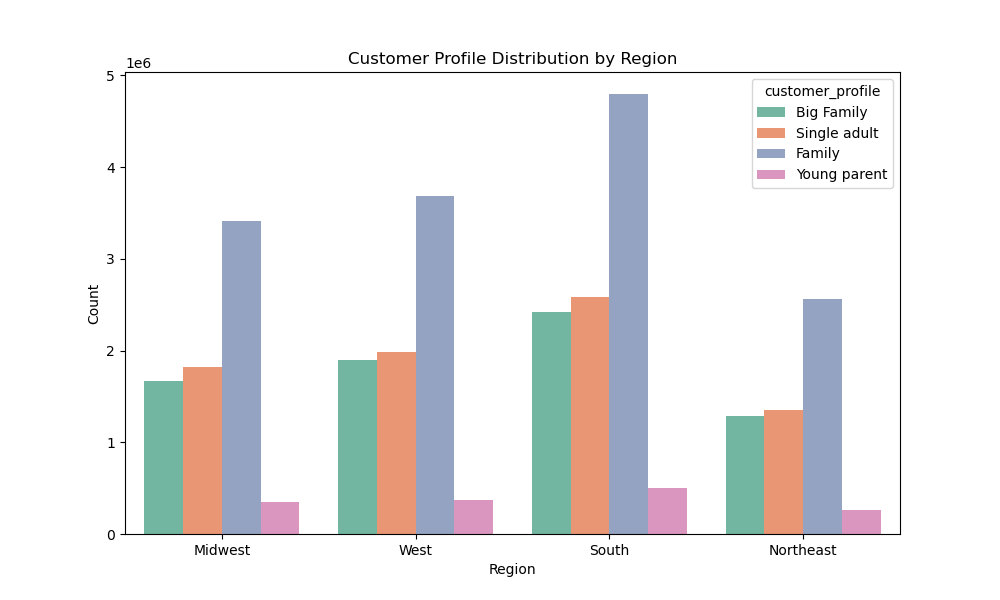 Customer Profile Distribution by Region
1e6
5
4
3
2
1
0
Count
customer_profile
Big Family
Single adult
Family
Young parent
Midwest
West
South
Northeast
Region